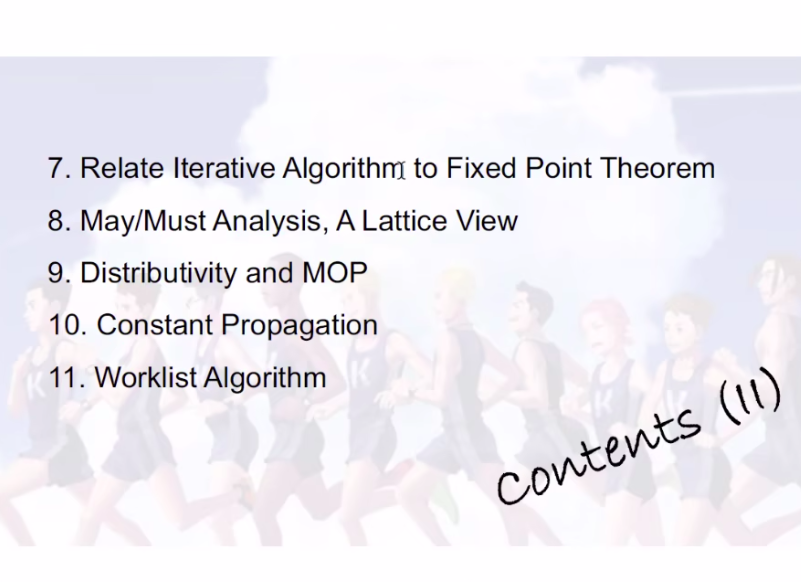 7. Relate Iterative Algorithm to Fixed Point Theorem
8. May/Must Analysis, A Lattice View
9. Distributivity and MOP
10. Constant Propagation
11. Worklist Algorithm
Contents (II)
K
K
K
K